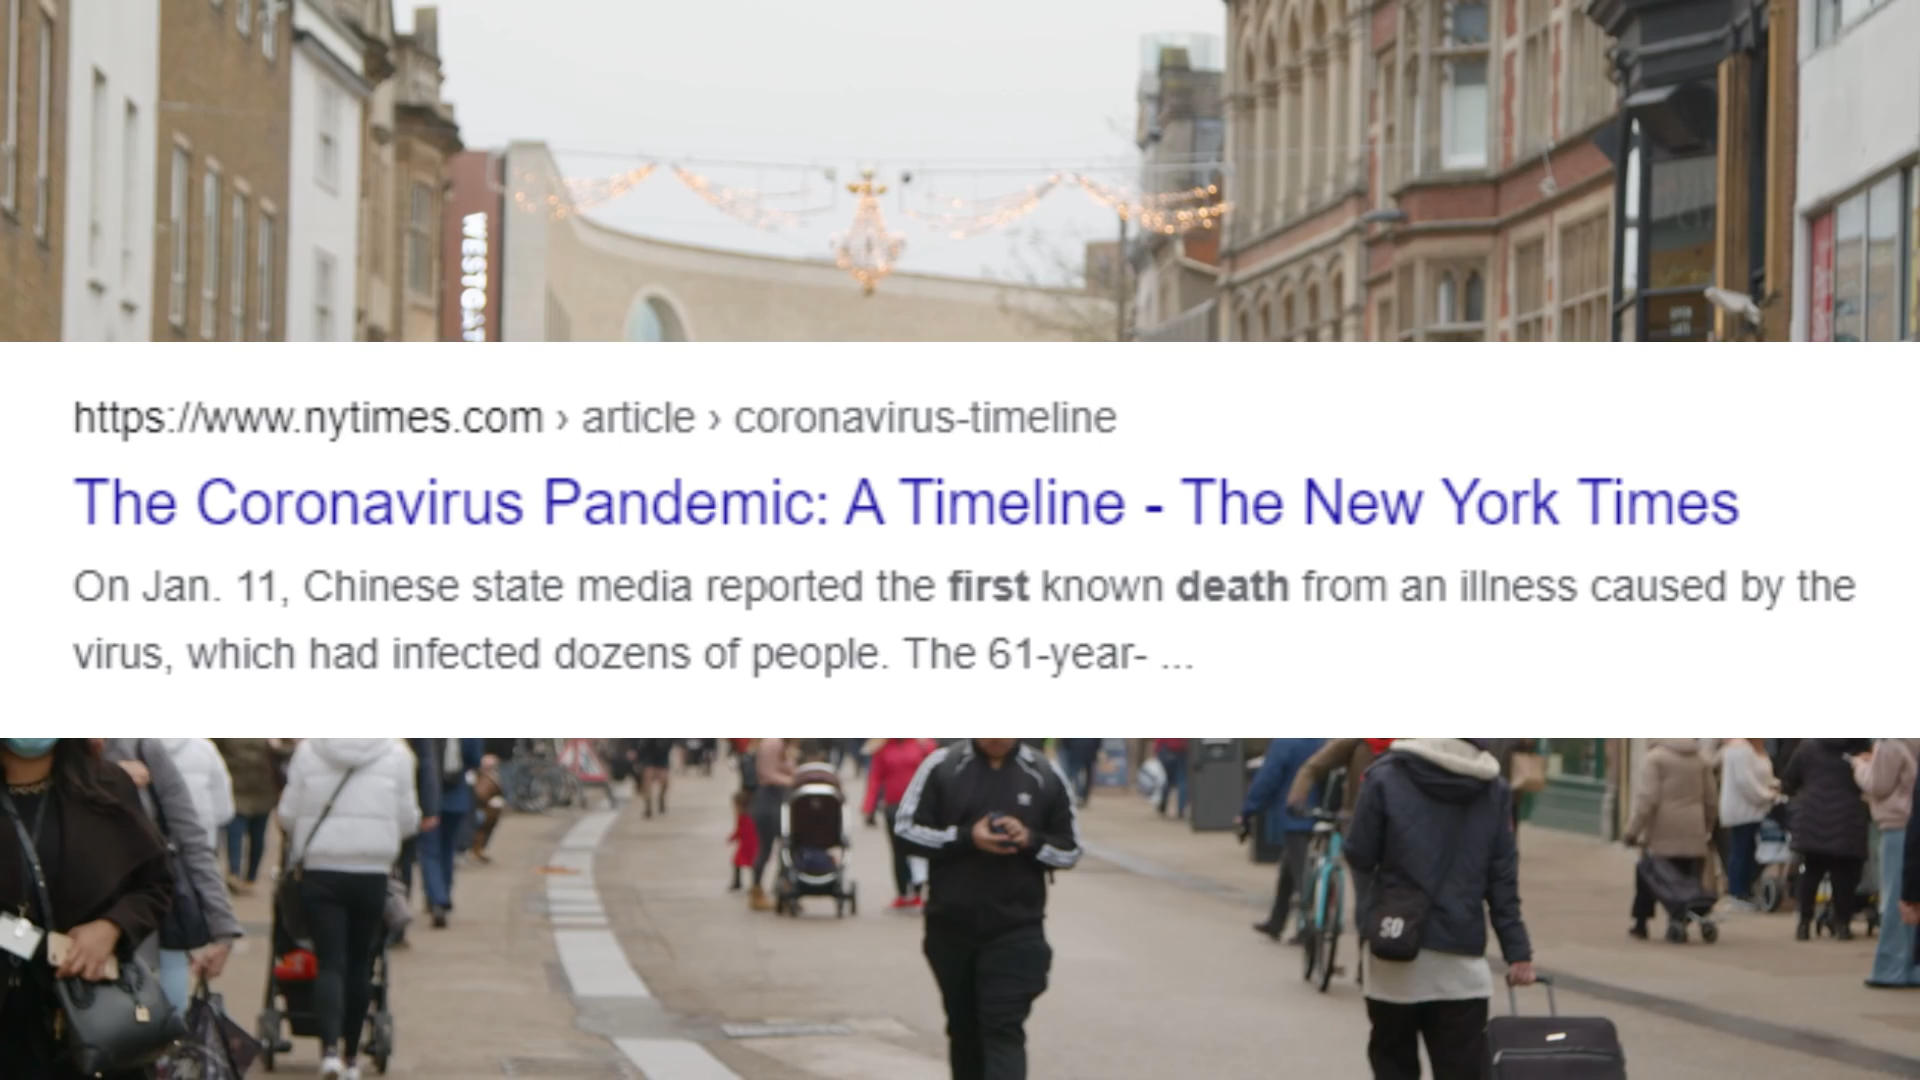 WESTGAT
https://www.nytimes.com › article › coronavirus-timeline
The Coronavirus Pandemic: A Timeline - The New York Times
On Jan. 11, Chinese state media reported the first known death from an illness caused by the
virus, which had infected dozens of people. The 61-year- ...
SO